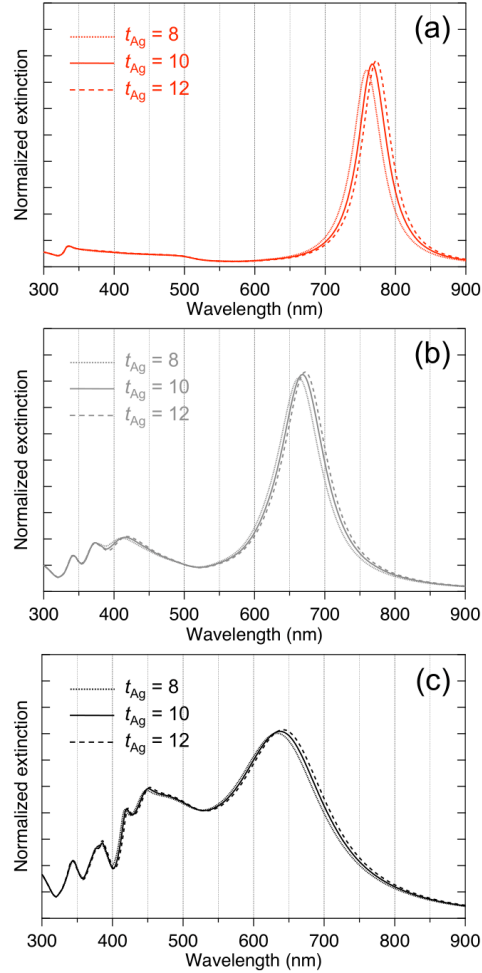 (a)
t_Ag = 8
t_Ag = 10
t_Ag = 12
Normalized extinction
300 400 500 600 700 800 900
Wavelength (nm)
(b)
t_Ag = 8
t_Ag = 10
t_Ag = 12
Normalized exctinction
300 400 500 600 700 800 900
Wavelength (nm)
(c)
t_Ag = 8
t_Ag = 10
t_Ag = 12
Normalized extinction
300 400 500 600 700 800 900
Wavelength (nm)